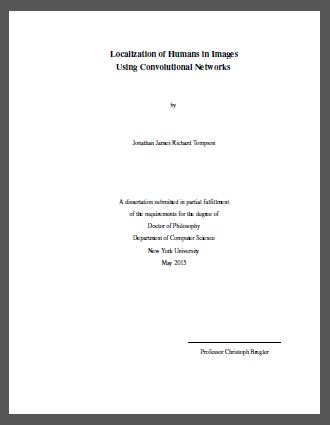 Localization of Humans in Images
Using Convolutional Networks
by
Jonathan James Richard Tompson
A dissertation submitted in partial fulfillment
of the requirements for the degree of
Doctor of Philosophy
Department of Computer Science
New York University
May 2015
Professor Christoph Bregler